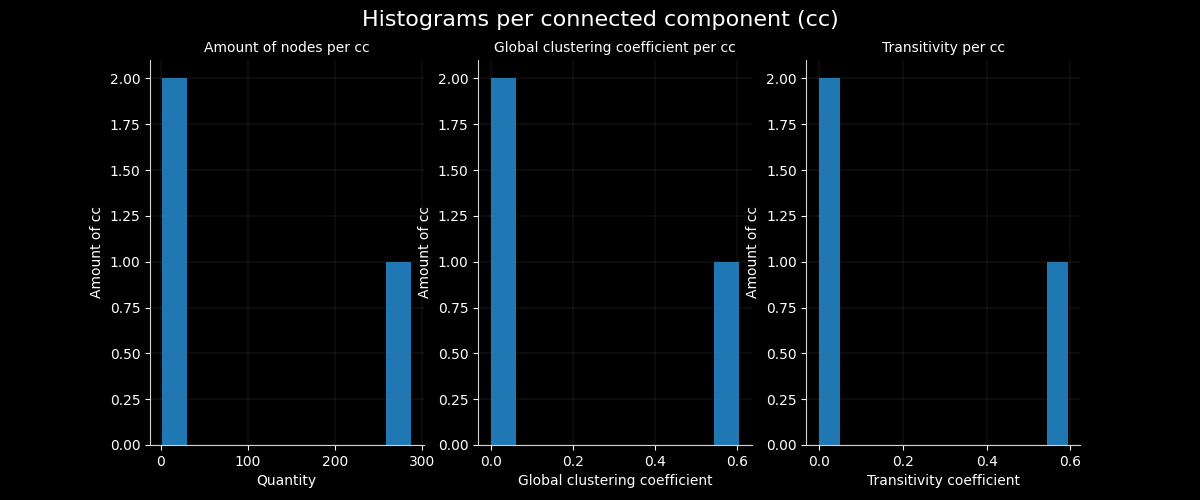 Histograms per connected component (cc)
Amount of nodes per cc
2.00
1.75
1.50
1.25
1.00
0.75
0.50
0.25
0.00
Amount of cc
0 100 200 300
Quantity
Global clustering coefficient per cc
2.00
1.75
1.50
1.25
1.00
0.75
0.50
0.25
0.00
Amount of cc
0.0 0.2 0.4 0.6
Global clustering coefficient
Transitivity per cc
2.00
1.75
1.50
1.25
1.00
0.75
0.50
0.25
0.00
Amount of cc
0.0 0.2 0.4 0.6
Transitivity coefficient